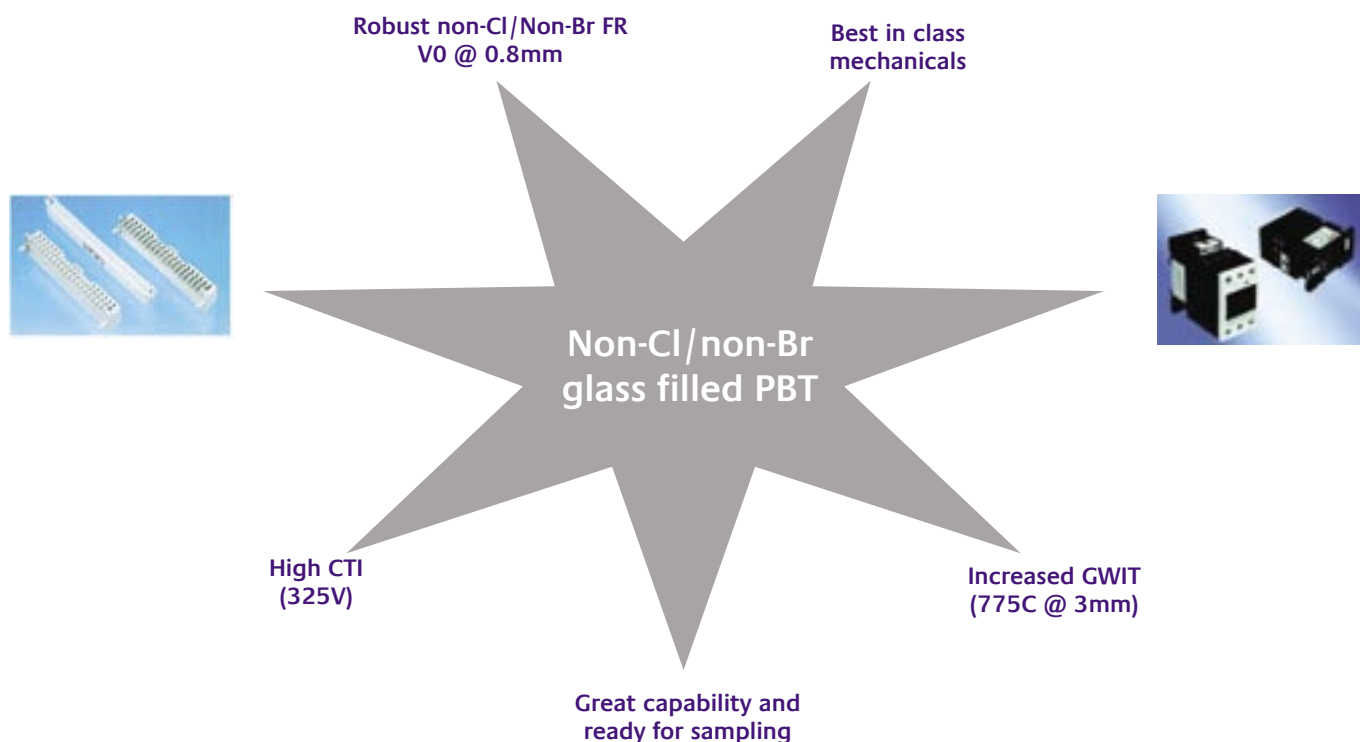 Robust non-Cl/Non-Br FR
V0 @ 0.8mm
Best in class
mechanicals
Non-Cl/non-Br
glass filled PBT
High CTI
(325V)
Increased GWIT
(775C @ 3mm)
Great capability and
ready for sampling